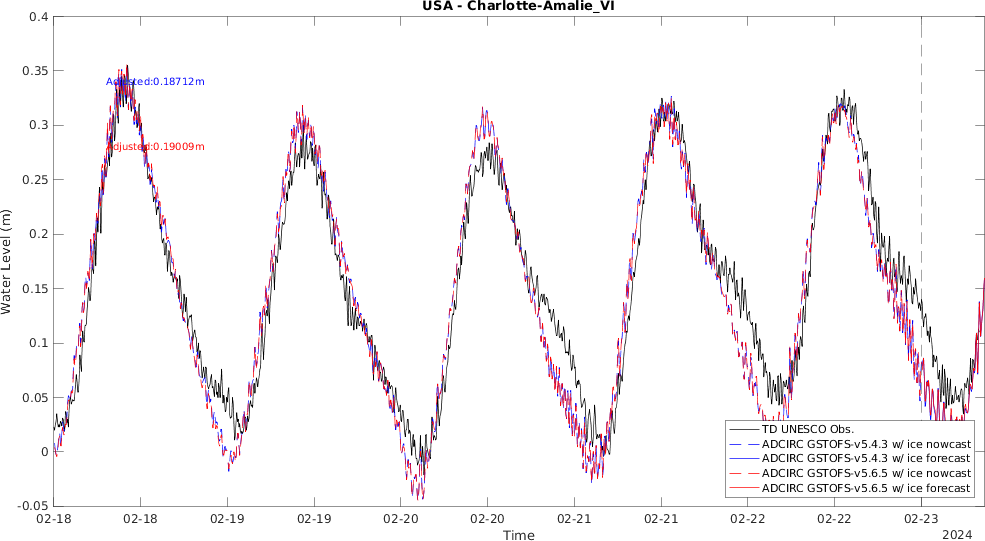 USA - Charlotte-Amalie_VI
0.4
0.35
0.3
0.25
0.2
0.15
0.1
0.05
0
-0.05
Water Level (m)
Adjusted:0.18712m
Adjusted:0.19009m
TD UNESCO Obs.
ADCIRC GSTOFS-v5.4.3 w/ ice nowcast
ADCIRC GSTOFS-v5.4.3 w/ ice forecast
ADCIRC GSTOFS-v5.6.5 w/ ice nowcast
ADCIRC GSTOFS-v5.6.5 w/ ice forecast
02-18 02-18 02-19 02-19 02-20 02-20 02-21 02-21 02-22 02-22 02-23
Time
2024